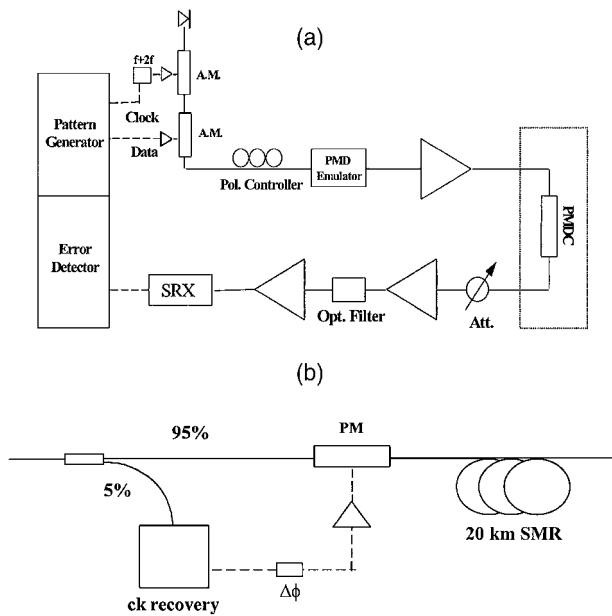 (a)
f+2f
A.M.
Clock
Pattern
Generator
A.M.
Data
Pol. Controller
PMD
Emulator
PMDC
Error
Detector
SRX
Opt. Filter
Att.
(b)
95%
PM
5%
20 km SMR
ck recovery
Δϕ